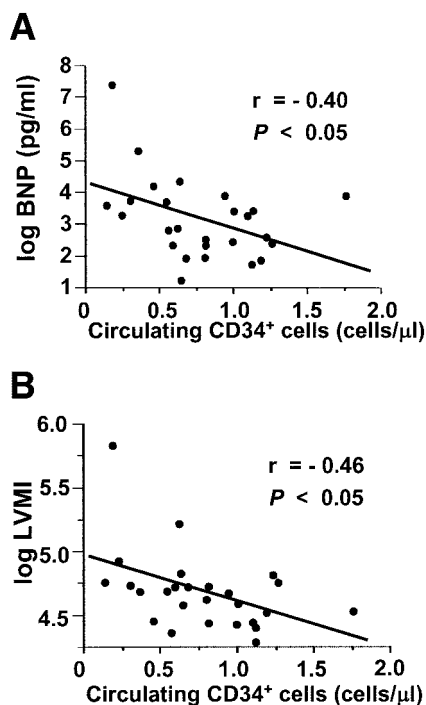 A
8
7
6
5
4
3
2
1
log BNP (pg/ml)
r = - 0.40
P < 0.05
0 0.5 1.0 1.5 2.0
Circulating CD34+ cells (cells/μl)
B
6.0
5.5
5.0
4.5
log LVMI
r = - 0.46
P < 0.05
0 0.5 1.0 1.5 2.0
Circulating CD34+ cells (cells/μl)